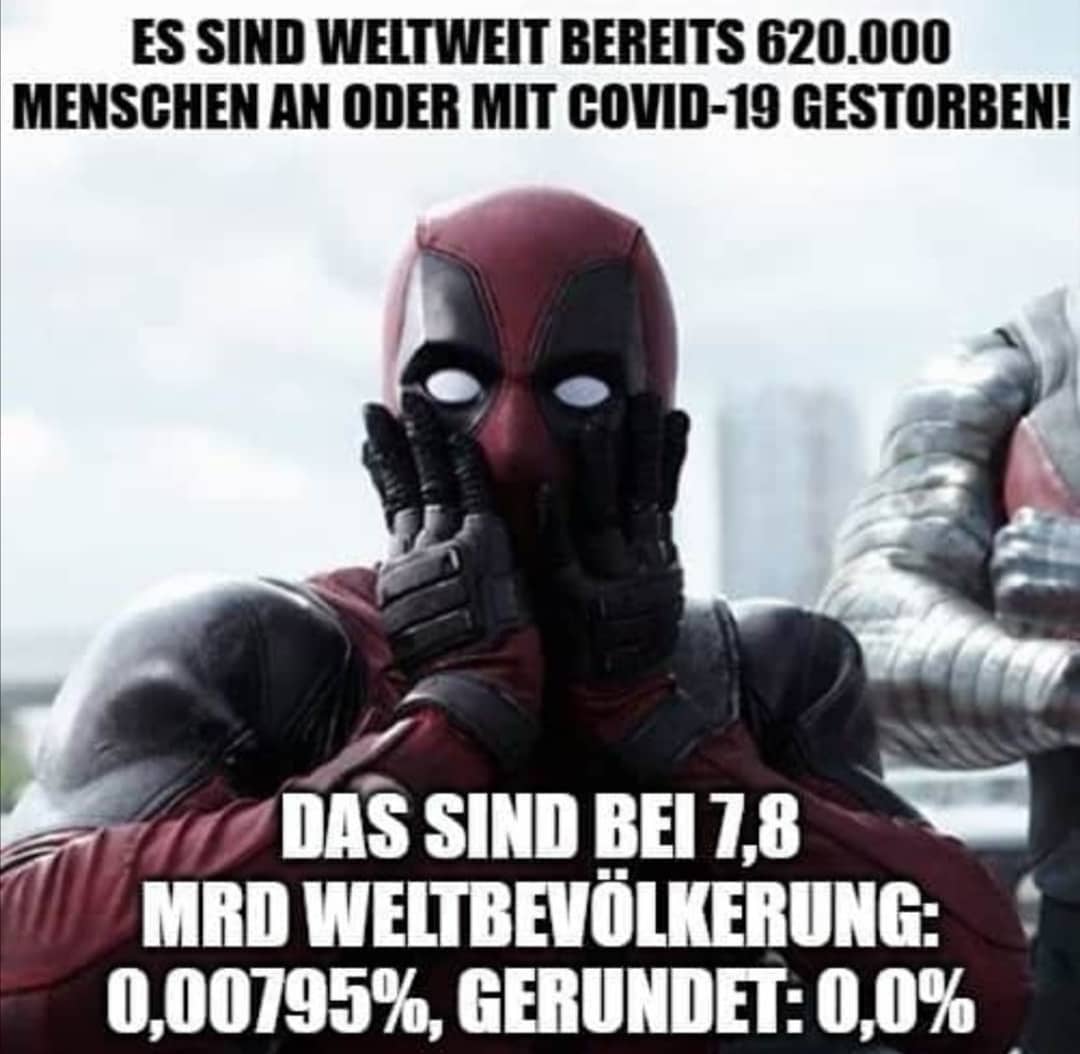 ES SIND WELTWEIT BEREITS 620.000
MENSCHEN AN ODER MIT COVID-19 GESTORBEN!
DAS SIND BEI 7,8
MRD WELTBEVÖLKERUNG:
0,00795%, GERUNDET: 0,0%